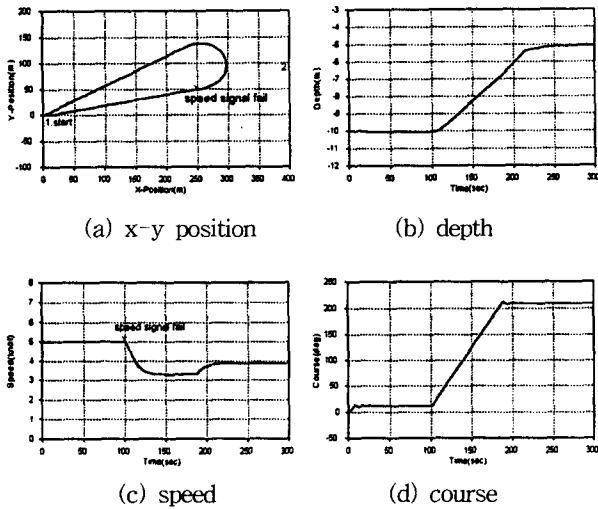 200
150
100
50
0
-50
-100
Y-Position(m)
1.start
speed signal fail
2
0 50 100 150 200 250 300 350 400
X-Position(m)
(a) x-y position
-3
-4
-5
-6
-7
-8
-9
-10
-11
-12
Depth(m)
0 50 100 150 200 250 300
Time(sec)
(b) depth
8
7
6
5
4
3
2
1
0
Speed(knot)
speed signal fail
0 50 100 150 200 250 300
Time(sec)
(c) speed
250
200
150
100
50
0
-50
Course(deg)
0 50 100 150 200 250 300
Time(sec)
(d) course